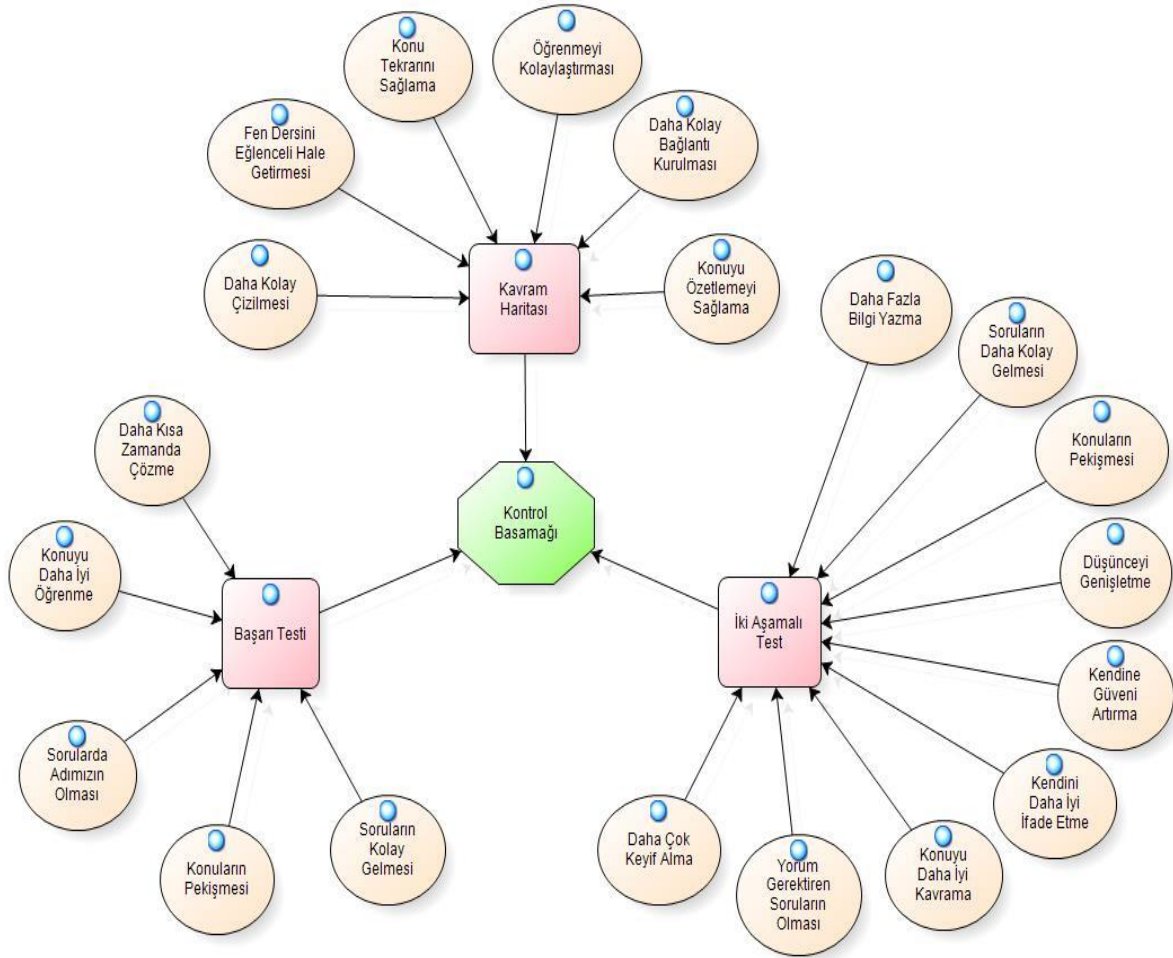 Konu
Tekrarını
Sağlama
Öğrenmeyi
Kolaylaştırması
Fen Dersini
Eğlenceli Hale
Getirmesi
Daha Kolay
Bağlantı
Kurulması
Daha Kolay
Çizilmesi
Kavram
Haritası
Konuyu
Özetlemeyi
Sağlama
Daha Fazla
Bilgi Yazma
Soruların
Daha Kolay
Gelmesi
Daha Kısa
Zamanda
Çözme
Konuların
Pekişmesi
Kontrol
Basamağı
Konuyu
Daha İyi
Öğrenme
Düşünceyi
Genişletme
Başarı Testi
İki Aşamalı
Test
Kendine
Güveni
Artırma
Sorularda
Adımızın
Olması
Kendini
Daha İyi
İfade Etme
Konuların
Pekişmesi
Soruların
Kolay
Gelmesi
Daha Çok
Keyif Alma
Yorum
Gerektiren
Soruların
Olması
Konuyu
Daha İyi
Kavrama